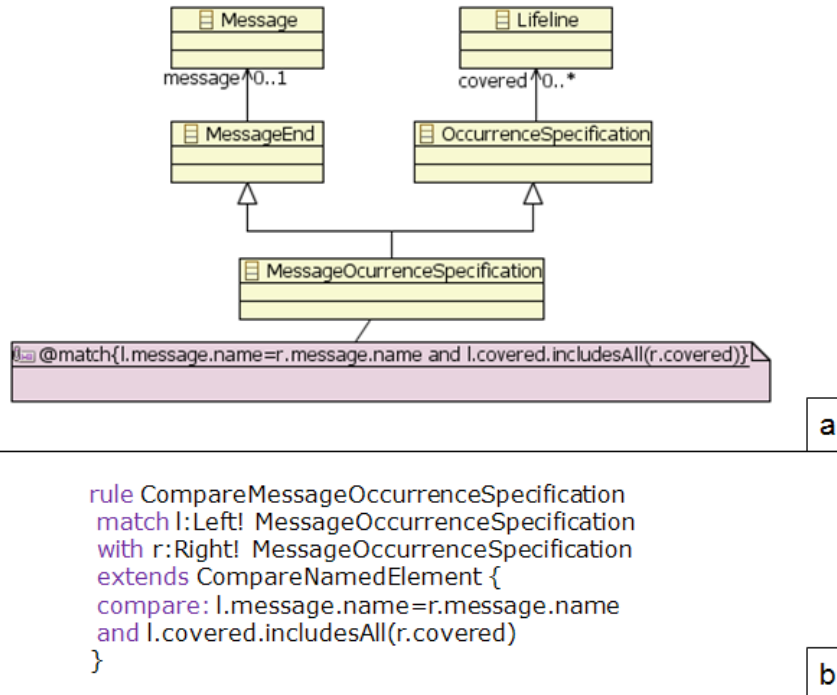 Message
Lifeline
message 0..1
covered 0..*
MessageEnd
OccurrenceSpecification
MessageOcurrenceSpecification
@match{l.message.name=r.message.name and l.covered.includesAll(r.covered)}
a
rule CompareMessageOccurrenceSpecification
match l:Left! MessageOccurrenceSpecification
with r:Right! MessageOccurrenceSpecification
extends CompareNamedElement {
compare: l.message.name=r.message.name
and l.covered.includesAll(r.covered)
}
b